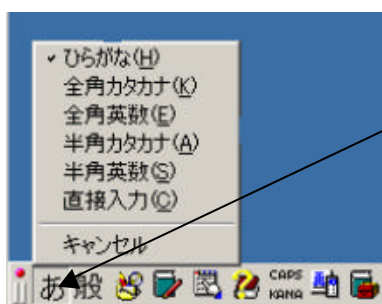 ひらがな(H)
全角カタカナ(K)
全角英数(E)
半角カタカナ(A)
半角英数(S)
直接入力(C)
キャンセル
あ般 CAPS
KANA